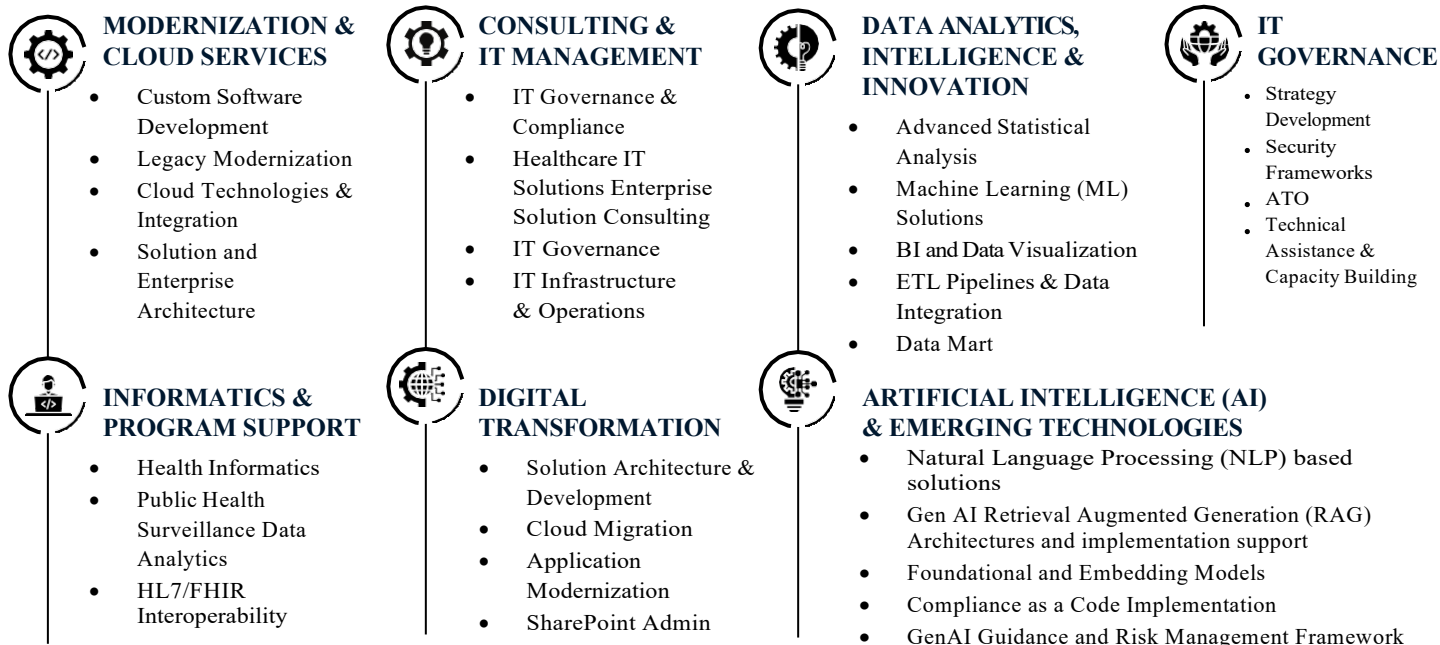 MODERNIZATION &
CLOUD SERVICES
• Custom Software
Development
• Legacy Modernization
• Cloud Technologies &
Integration
• Solution and
Enterprise
Architecture
CONSULTING &
IT MANAGEMENT
• IT Governance &
Compliance
• Healthcare IT
Solutions Enterprise
Solution Consulting
• IT Governance
• IT Infrastructure
& Operations
DATA ANALYTICS,
INTELLIGENCE &
INNOVATION
• Advanced Statistical
Analysis
• Machine Learning (ML)
Solutions
• BI and Data Visualization
• ETL Pipelines & Data
Integration
• Data Mart
IT
GOVERNANCE
• Strategy
Development
• Security
Frameworks
• ATO
• Technical
Assistance &
Capacity Building
INFORMATICS &
PROGRAM SUPPORT
• Health Informatics
• Public Health
Surveillance Data
Analytics
• HL7/FHIR
Interoperability
DIGITAL
TRANSFORMATION
• Solution Architecture &
Development
• Cloud Migration
• Application
Modernization
• SharePoint Admin
ARTIFICIAL INTELLIGENCE (AI)
& EMERGING TECHNOLOGIES
• Natural Language Processing (NLP) based
solutions
• Gen AI Retrieval Augmented Generation (RAG)
Architectures and implementation support
• Foundational and Embedding Models
• Compliance as a Code Implementation
• GenAI Guidance and Risk Management Framework